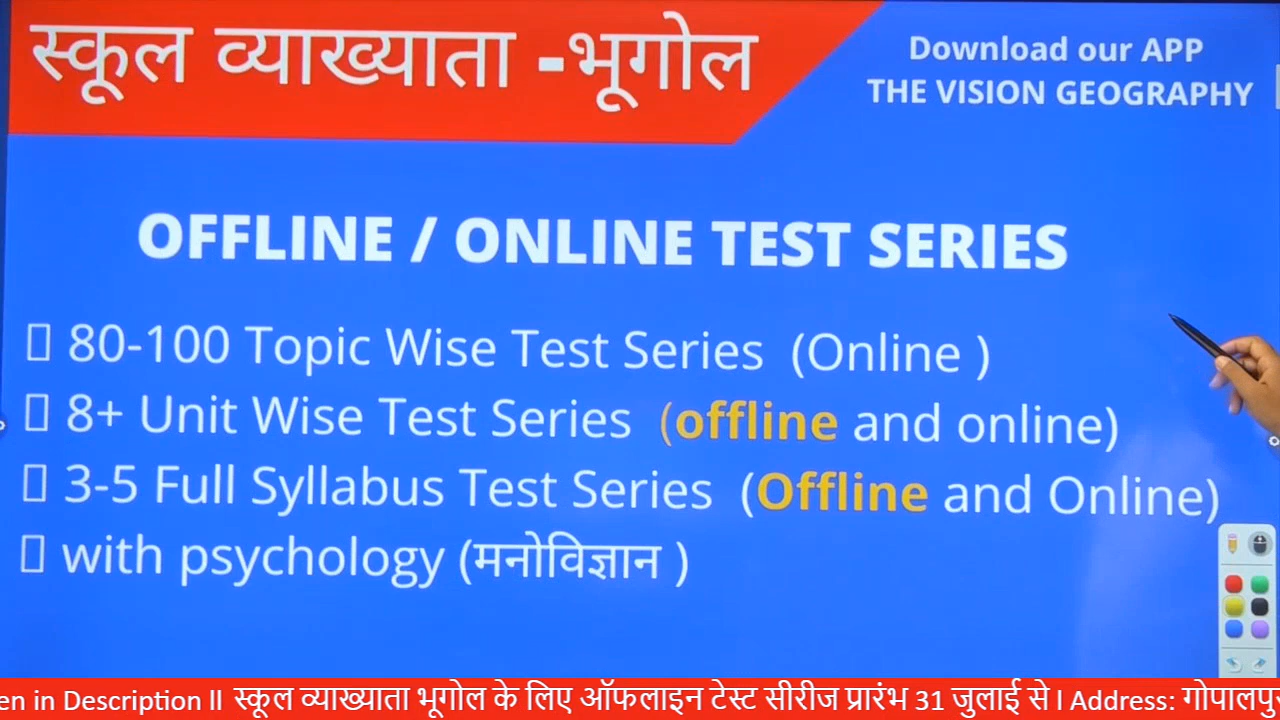 स्कूल व्याख्याता -भूगोल
Download our APP
THE VISION GEOGRAPHY
OFFLINE / ONLINE TEST SERIES
80-100 Topic Wise Test Series (Online )
8+ Unit Wise Test Series (offline and online)
3-5 Full Syllabus Test Series (Offline and Online)
with psychology (मनोविज्ञान )
in Description II स्कूल व्याख्याता भूगोल के लिए ऑफलाइन टेस्ट सीरीज प्रारंभ 31 जुलाई से I Address: